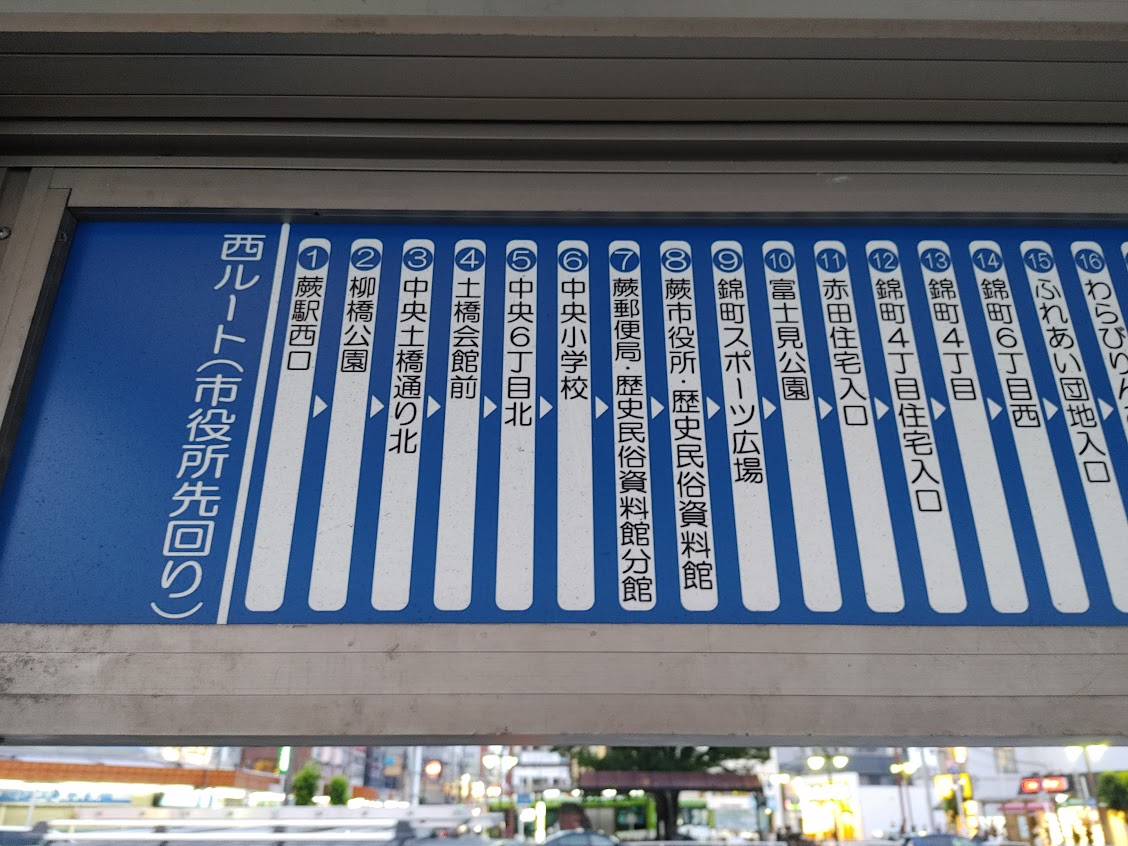 西ルート(市役所先回り)
1 蕨駅西口
2 柳橋公園
3 中央土橋通り北
4 土橋会館前
5 中央6丁目北
6 中央小学校
7 蕨郵便局・歴史民俗資料館分館
8 蕨市役所・歴史民俗資料館
9 錦町スポーツ広場
10 富士見公園
11 赤田住宅入口
12 錦町4丁目住宅入口
13 錦町4丁目
14 錦町6丁目西
15 ふれあい団地入口
16 わらびりん